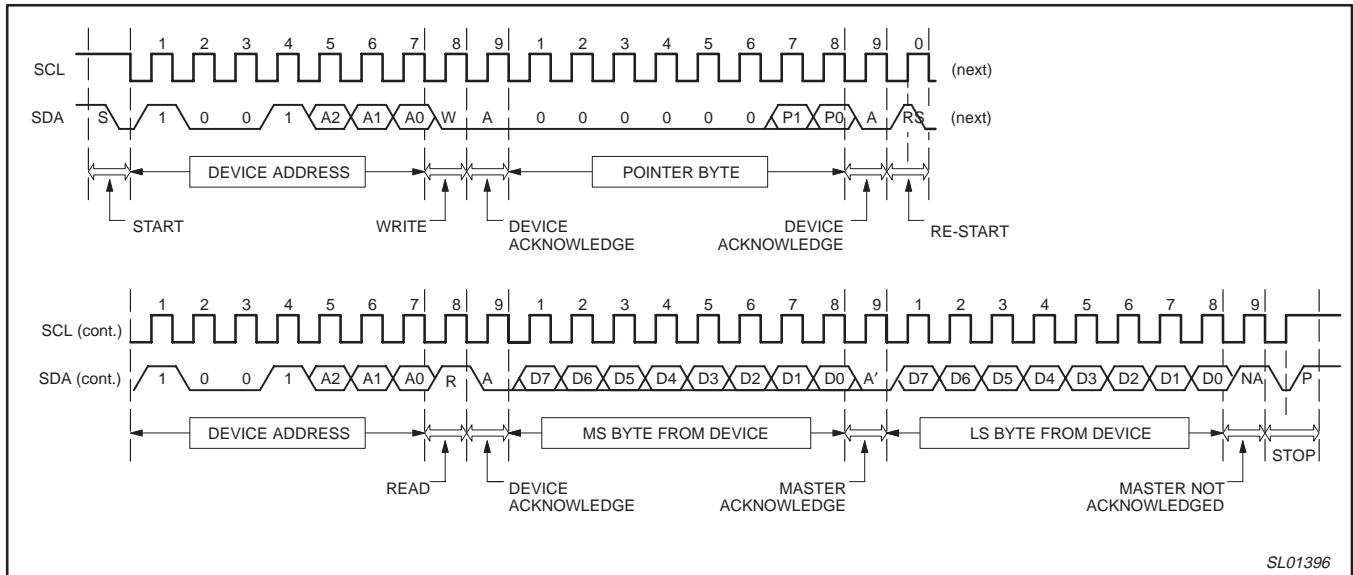 1 2 3 4 5 6 7 8 9 1 2 3 4 5 6 7 8 9 0
SCL (next)
SDA S 1 0 0 1 A2 A1 A0 W A 0 0 0 0 0 0 P1 P0 A RS (next)
DEVICE ADDRESS POINTER BYTE
START WRITE DEVICE ACKNOWLEDGE DEVICE ACKNOWLEDGE RE-START
1 2 3 4 5 6 7 8 9 1 2 3 4 5 6 7 8 9 1 2 3 4 5 6 7 8 9
SCL (cont.)
SDA (cont.) 1 0 0 1 A2 A1 A0 R A D7 D6 D5 D4 D3 D2 D1 D0 A′ D7 D6 D5 D4 D3 D2 D1 D0 NA P
DEVICE ADDRESS MS BYTE FROM DEVICE LS BYTE FROM DEVICE
STOP
READ DEVICE ACKNOWLEDGE MASTER ACKNOWLEDGE MASTER NOT ACKNOWLEDGED
SL01396